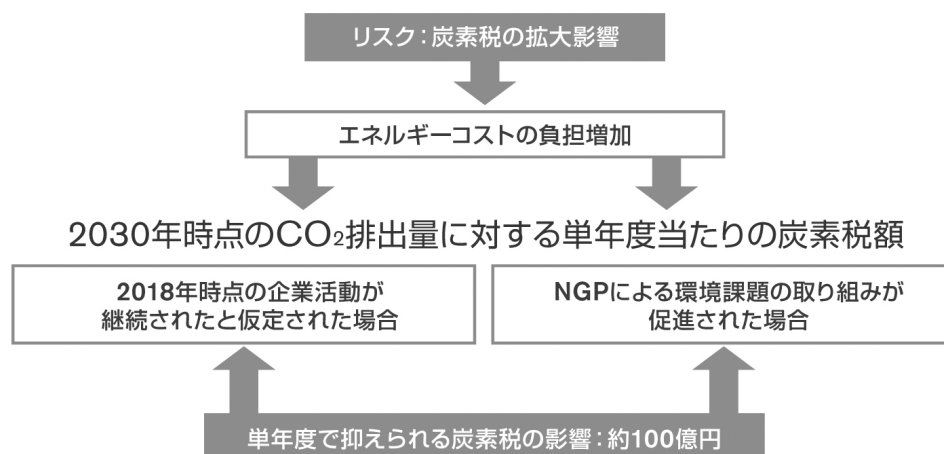 リスク：炭素税の拡大影響
エネルギーコストの負担増加
2030年時点のCO₂排出量に対する単年度当たりの炭素税額
2018年時点の企業活動が
継続されたと仮定された場合
NGPによる環境課題の取り組みが
促進された場合
単年度で抑えられる炭素税の影響：約100億円